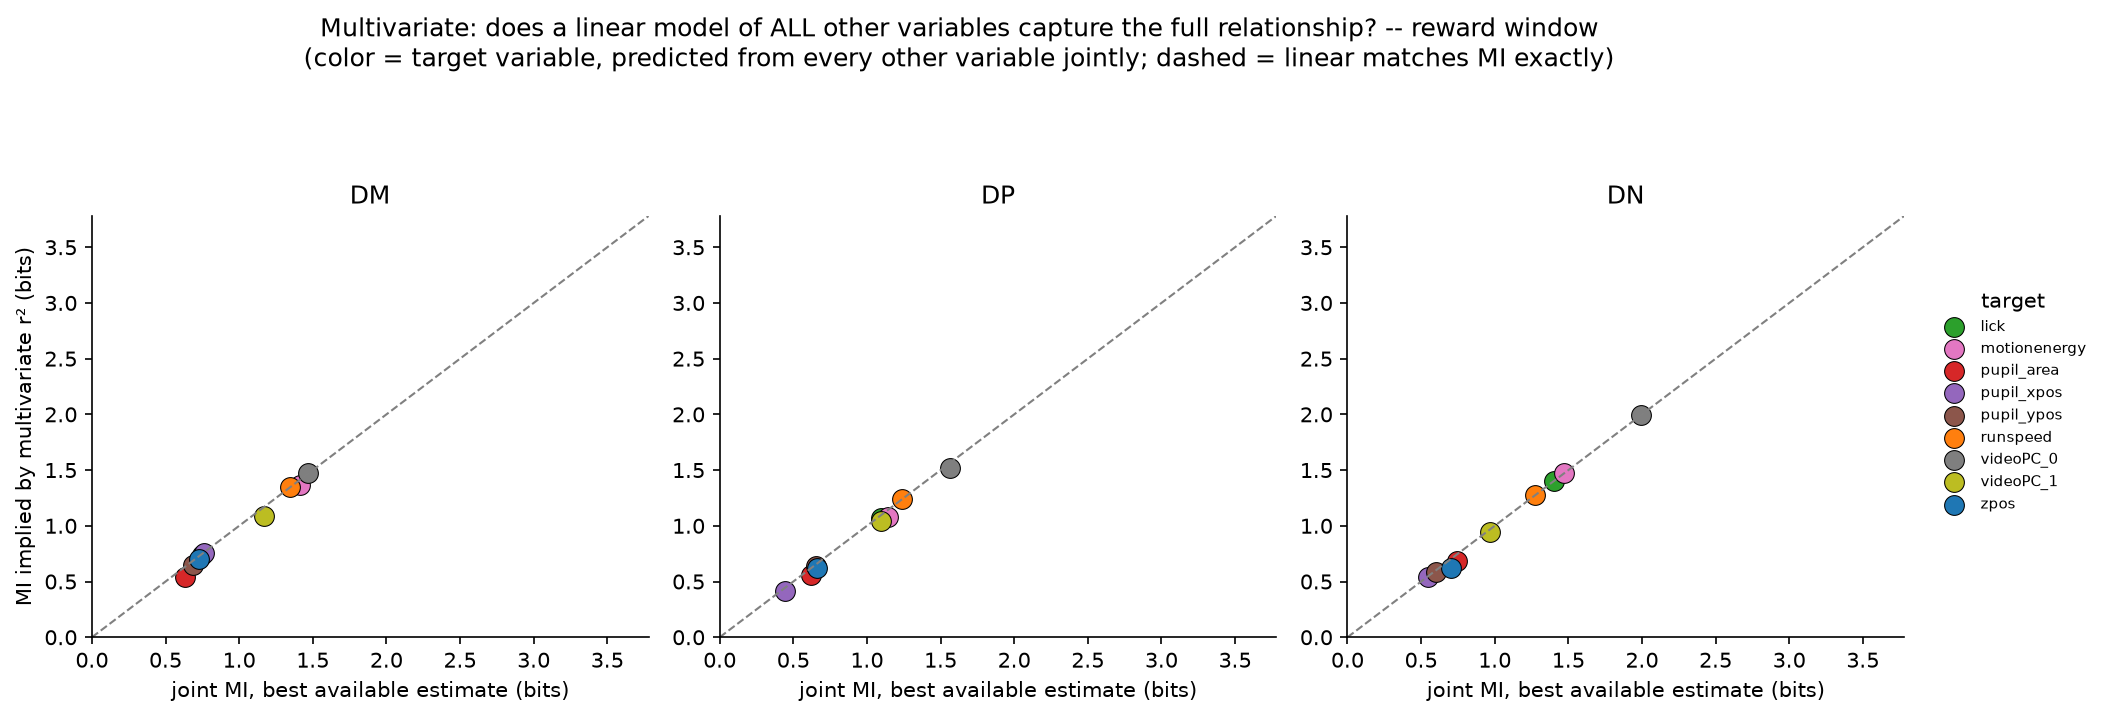 Multivariate: does a linear model of ALL other variables capture the full relationship? -- reward window
(color = target variable, predicted from every other variable jointly; dashed = linear matches MI exactly)
DM
DP
DN
MI implied by multivariate r² (bits)
3.5
3.0
2.5
2.0
1.5
1.0
0.5
0.0
0.0 0.5 1.0 1.5 2.0 2.5 3.0 3.5
joint MI, best available estimate (bits)
3.5
3.0
2.5
2.0
1.5
1.0
0.5
0.0
0.0 0.5 1.0 1.5 2.0 2.5 3.0 3.5
joint MI, best available estimate (bits)
3.5
3.0
2.5
2.0
1.5
1.0
0.5
0.0
0.0 0.5 1.0 1.5 2.0 2.5 3.0 3.5
joint MI, best available estimate (bits)
target
lick
motionenergy
pupil_area
pupil_xpos
pupil_ypos
runspeed
videoPC_0
videoPC_1
zpos